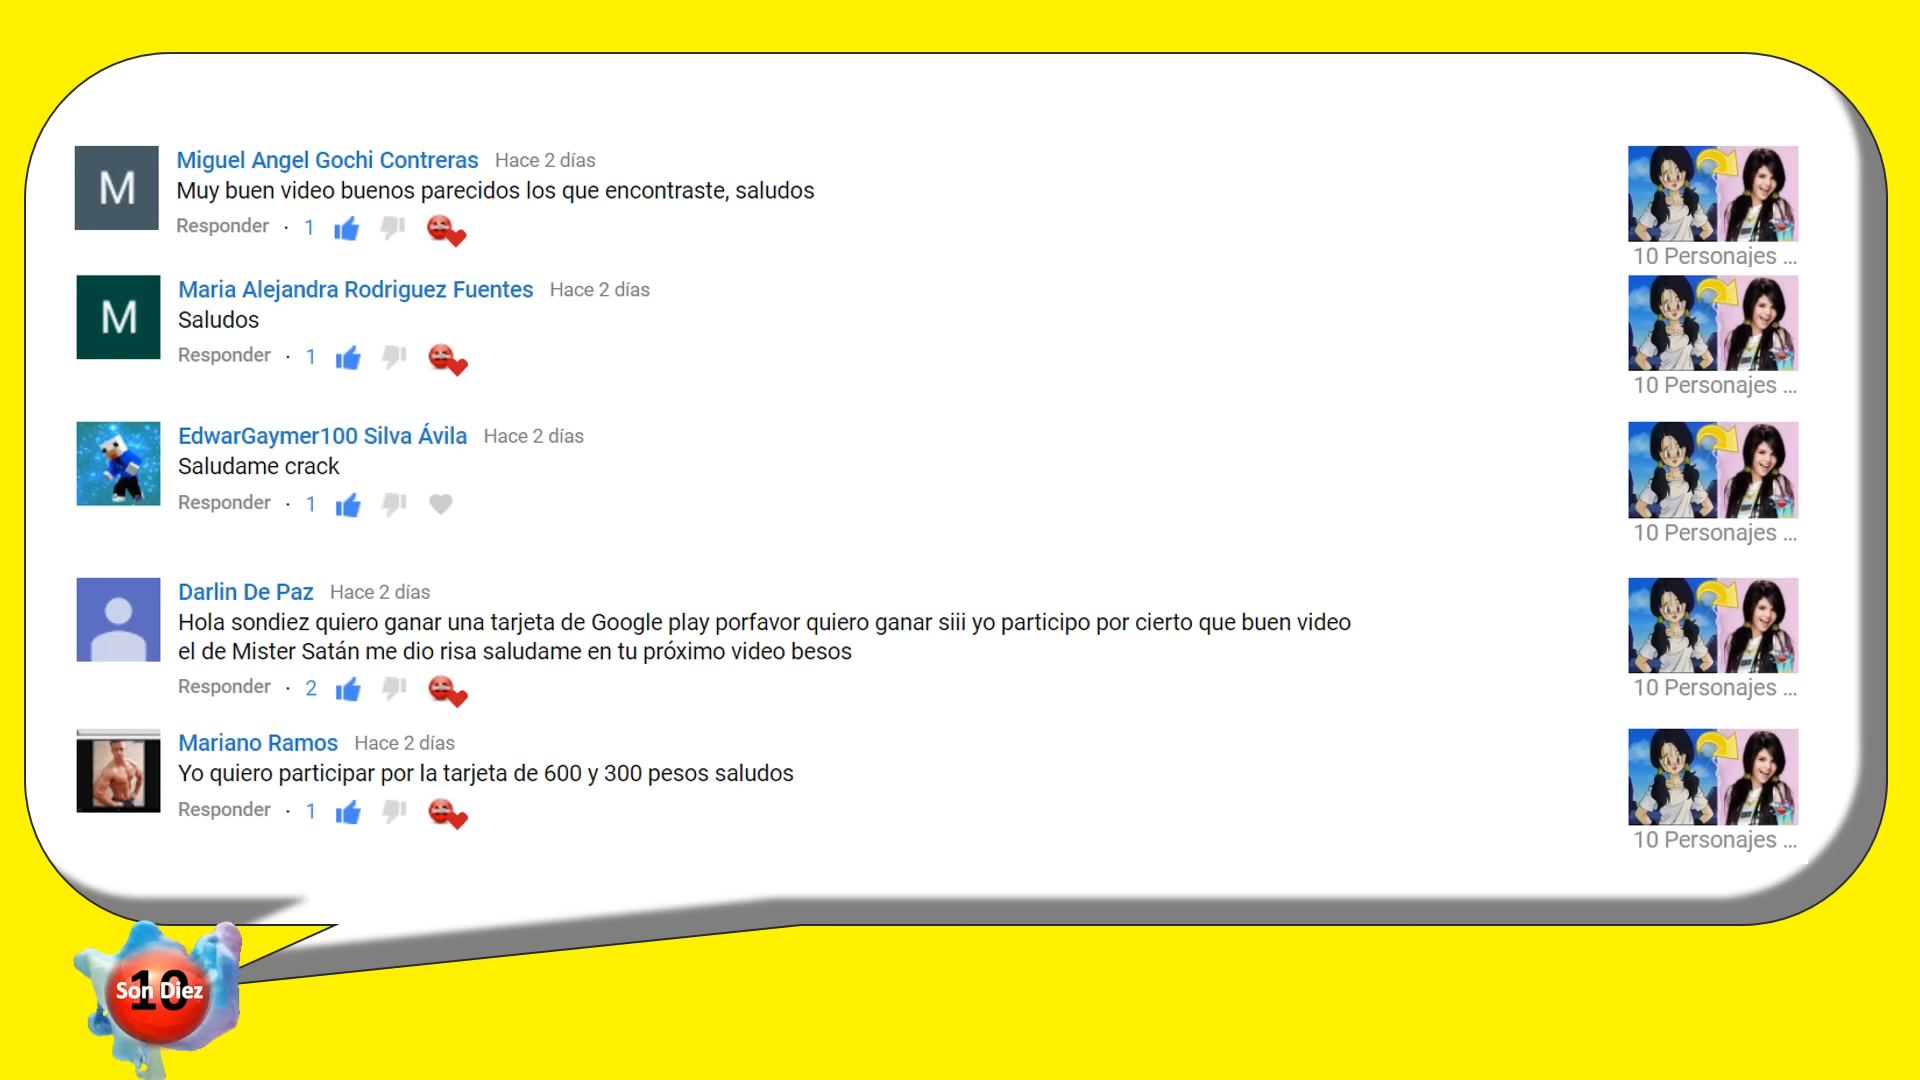 M
Miguel Angel Gochi Contreras Hace 2 días
Muy buen video buenos parecidos los que encontraste, saludos
Responder · 1
10 Personajes ...
M
Maria Alejandra Rodriguez Fuentes Hace 2 días
Saludos
Responder · 1
10 Personajes ...
EdwarGaymer100 Silva Ávila Hace 2 días
Saludame crack
Responder · 1
10 Personajes ...
Darlin De Paz Hace 2 días
Hola sondiez quiero ganar una tarjeta de Google play porfavor quiero ganar siii yo participo por cierto que buen video
el de Mister Satán me dio risa saludame en tu próximo video besos
Responder · 2
10 Personajes ...
Mariano Ramos Hace 2 días
Yo quiero participar por la tarjeta de 600 y 300 pesos saludos
Responder · 1
10 Personajes ...
10
Son Diez